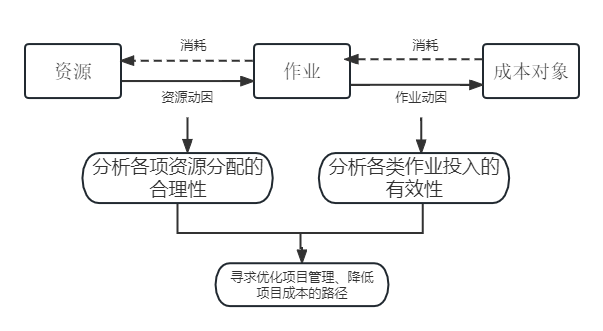 消耗
消耗
资源
作业
成本对象
资源动因
作业动因
分析各项资源分配的
合理性
分析各类作业投入的
有效性
寻求优化项目管理、降低
项目成本的路径